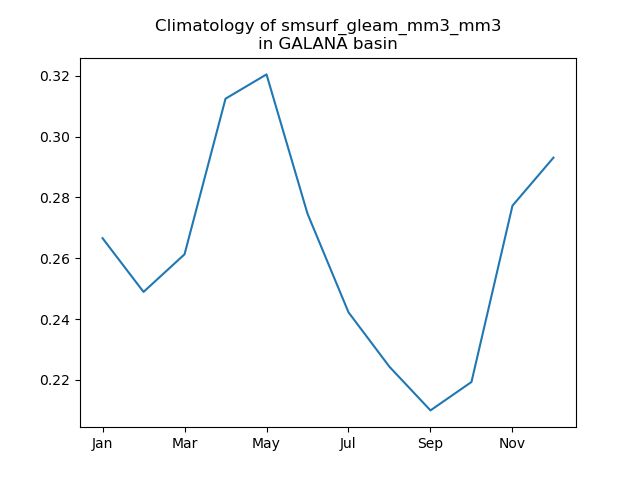 Climatology of smsurf_gleam_mm3_mm3
in GALANA basin
0.32
0.30
0.28
0.26
0.24
0.22
Jan Mar May Jul Sep Nov